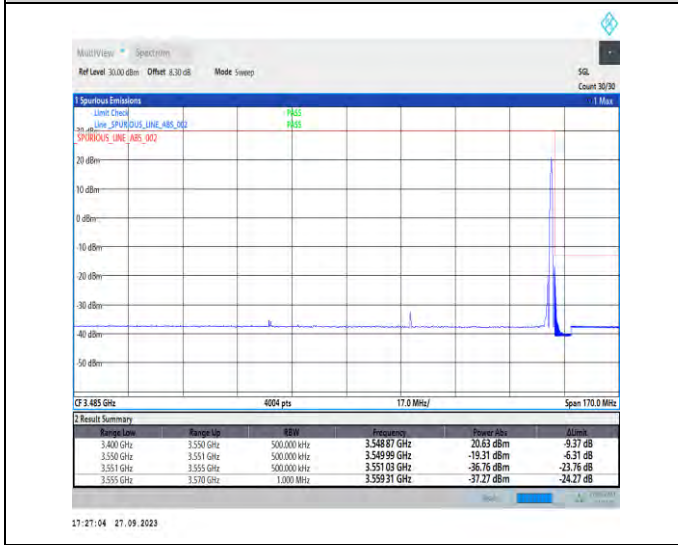 MultiView Spectrum
Ref Level 30.00 dBm Offset 8.30 dB Mode Sweep SGL
Count 30/30
1 Spurious Emissions 1 Max
Limit Check PASS
Line _SPURIOUS_LINE_ABS_002 PASS
_SPURIOUS_LINE_ABS_002
20 dBm
10 dBm
0 dBm
-10 dBm
-20 dBm
-30 dBm
-40 dBm
-50 dBm
CF 3.485 GHz 4004 pts 17.0 MHz/ Span 170.0 MHz
2 Result Summary
Range Low Range Up RBW Frequency Power Abs ΔLimit
3.400 GHz 3.550 GHz 500.000 kHz 3.548 87 GHz 20.63 dBm -9.37 dB
3.550 GHz 3.551 GHz 500.000 kHz 3.549 99 GHz -19.31 dBm -6.31 dB
3.551 GHz 3.555 GHz 500.000 kHz 3.551 03 GHz -36.76 dBm -23.76 dB
3.555 GHz 3.570 GHz 1.000 MHz 3.559 31 GHz -37.27 dBm -24.27 dB
17:27:04 27.09.2023